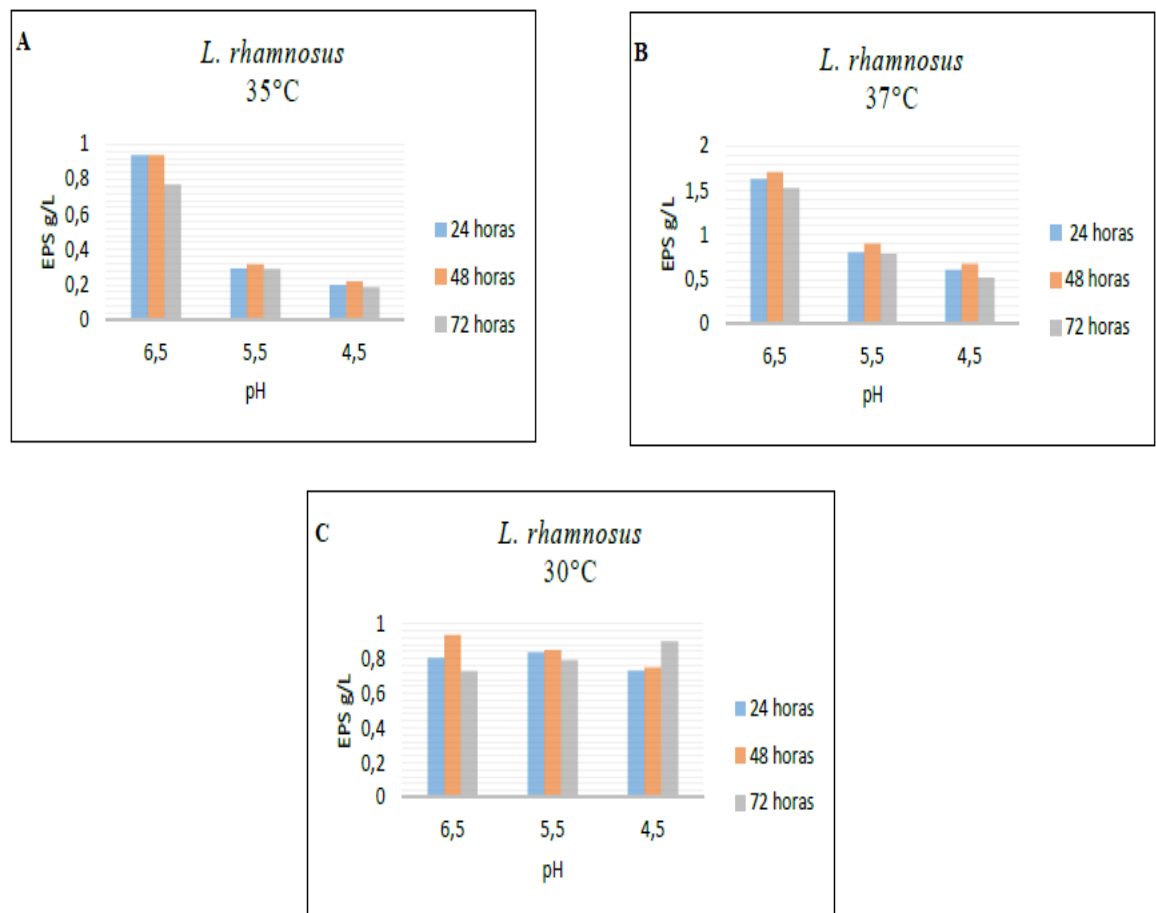 A
L. rhamnosus
35°C
1
0,8
0,6
0,4
0,2
0
EPS g/L
6,5 5,5 4,5
pH
24 horas
48 horas
72 horas
B
L. rhamnosus
37°C
2
1,5
1
0,5
0
EPS g/L
6,5 5,5 4,5
pH
24 horas
48 horas
72 horas
C
L. rhamnosus
30°C
1
0,8
0,6
0,4
0,2
0
EPS g/L
6,5 5,5 4,5
pH
24 horas
48 horas
72 horas